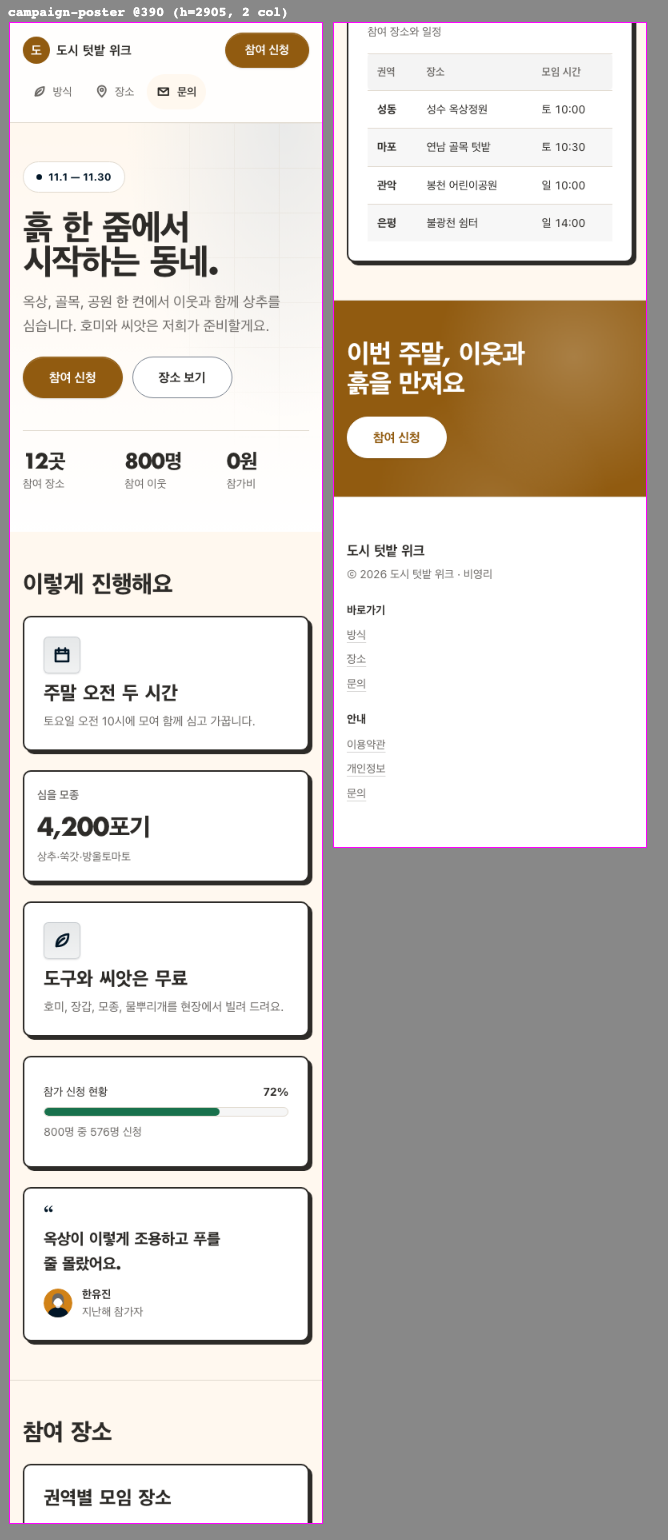 campaign-poster @390 (h=2905, 2 col)
도 도시 텃밭 위크 참여 신청
방식 장소 문의
11.1 — 11.30
흙 한 줌에서
시작하는 동네.
옥상, 골목, 공원 한 켠에서 이웃과 함께 상추를
심습니다. 호미와 씨앗은 저희가 준비할게요.
참여 신청 장소 보기
12곳 800명 0원
참여 장소 참여 이웃 참가비
이렇게 진행해요
주말 오전 두 시간
토요일 오전 10시에 모여 함께 심고 가꿉니다.
심을 모종
4,200포기
상추·쑥갓·방울토마토
도구와 씨앗은 무료
호미, 장갑, 모종, 물뿌리개를 현장에서 빌려 드려요.
참가 신청 현황 72%
800명 중 576명 신청
“
옥상이 이렇게 조용하고 푸를
줄 몰랐어요.
한유진
지난해 참가자
참여 장소
권역별 모임 장소
참여 장소와 일정
권역 장소 모임 시간
성동 성수 옥상정원 토 10:00
마포 연남 골목 텃밭 토 10:30
관악 봉천 어린이공원 일 10:00
은평 불광천 쉼터 일 14:00
이번 주말, 이웃과
흙을 만져요
참여 신청
도시 텃밭 위크
© 2026 도시 텃밭 위크 · 비영리
바로가기
방식
장소
문의
안내
이용약관
개인정보
문의